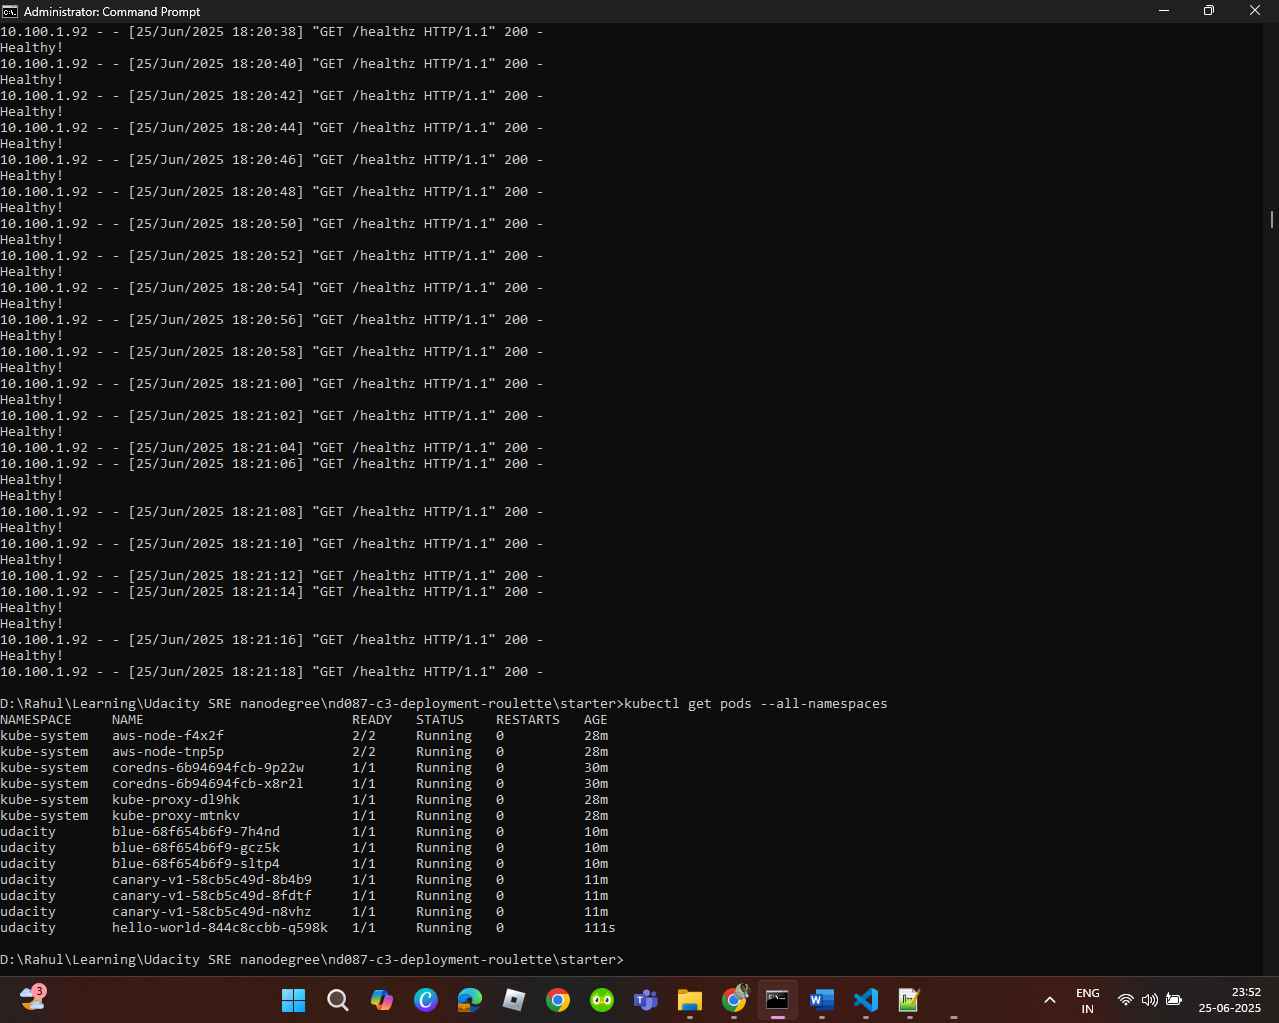 Administrator: Command Prompt
10.100.1.92 - - [25/Jun/2025 18:20:38] "GET /healthz HTTP/1.1" 200 -
Healthy!
10.100.1.92 - - [25/Jun/2025 18:20:40] "GET /healthz HTTP/1.1" 200 -
Healthy!
10.100.1.92 - - [25/Jun/2025 18:20:42] "GET /healthz HTTP/1.1" 200 -
Healthy!
10.100.1.92 - - [25/Jun/2025 18:20:44] "GET /healthz HTTP/1.1" 200 -
Healthy!
10.100.1.92 - - [25/Jun/2025 18:20:46] "GET /healthz HTTP/1.1" 200 -
Healthy!
10.100.1.92 - - [25/Jun/2025 18:20:48] "GET /healthz HTTP/1.1" 200 -
Healthy!
10.100.1.92 - - [25/Jun/2025 18:20:50] "GET /healthz HTTP/1.1" 200 -
Healthy!
10.100.1.92 - - [25/Jun/2025 18:20:52] "GET /healthz HTTP/1.1" 200 -
Healthy!
10.100.1.92 - - [25/Jun/2025 18:20:54] "GET /healthz HTTP/1.1" 200 -
Healthy!
10.100.1.92 - - [25/Jun/2025 18:20:56] "GET /healthz HTTP/1.1" 200 -
Healthy!
10.100.1.92 - - [25/Jun/2025 18:20:58] "GET /healthz HTTP/1.1" 200 -
Healthy!
10.100.1.92 - - [25/Jun/2025 18:21:00] "GET /healthz HTTP/1.1" 200 -
Healthy!
10.100.1.92 - - [25/Jun/2025 18:21:02] "GET /healthz HTTP/1.1" 200 -
Healthy!
10.100.1.92 - - [25/Jun/2025 18:21:04] "GET /healthz HTTP/1.1" 200 -
10.100.1.92 - - [25/Jun/2025 18:21:06] "GET /healthz HTTP/1.1" 200 -
Healthy!
Healthy!
10.100.1.92 - - [25/Jun/2025 18:21:08] "GET /healthz HTTP/1.1" 200 -
Healthy!
10.100.1.92 - - [25/Jun/2025 18:21:10] "GET /healthz HTTP/1.1" 200 -
Healthy!
10.100.1.92 - - [25/Jun/2025 18:21:12] "GET /healthz HTTP/1.1" 200 -
10.100.1.92 - - [25/Jun/2025 18:21:14] "GET /healthz HTTP/1.1" 200 -
Healthy!
Healthy!
10.100.1.92 - - [25/Jun/2025 18:21:16] "GET /healthz HTTP/1.1" 200 -
Healthy!
10.100.1.92 - - [25/Jun/2025 18:21:18] "GET /healthz HTTP/1.1" 200 -
D:\Rahul\Learning\Udacity SRE nanodegree\nd087-c3-deployment-roulette\starter>kubectl get pods --all-namespaces
NAMESPACE NAME READY STATUS RESTARTS AGE
kube-system aws-node-f4x2f 2/2 Running 0 28m
kube-system aws-node-tnp5p 2/2 Running 0 28m
kube-system coredns-6b94694fcb-9p22w 1/1 Running 0 30m
kube-system coredns-6b94694fcb-x8r2l 1/1 Running 0 30m
kube-system kube-proxy-dl9hk 1/1 Running 0 28m
kube-system kube-proxy-mtnkv 1/1 Running 0 28m
udacity blue-68f654b6f9-7h4nd 1/1 Running 0 10m
udacity blue-68f654b6f9-gcz5k 1/1 Running 0 10m
udacity blue-68f654b6f9-sltp4 1/1 Running 0 10m
udacity canary-v1-58cb5c49d-8b4b9 1/1 Running 0 11m
udacity canary-v1-58cb5c49d-8fdtf 1/1 Running 0 11m
udacity canary-v1-58cb5c49d-n8vhz 1/1 Running 0 11m
udacity hello-world-844c8ccbb-q598k 1/1 Running 0 111s
D:\Rahul\Learning\Udacity SRE nanodegree\nd087-c3-deployment-roulette\starter>
3
ENG
IN
23:52
25-06-2025